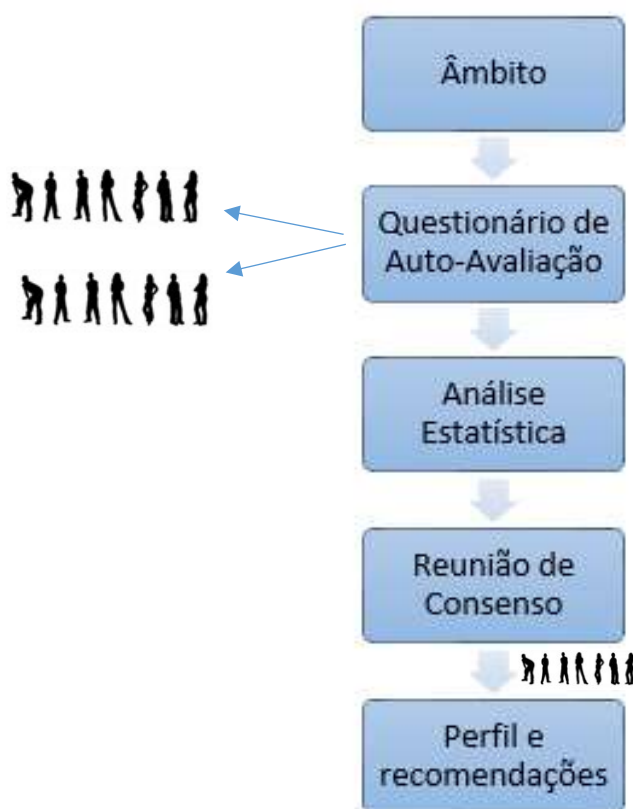 Âmbito
Questionário de
Auto-Avaliação
Análise
Estatística
Reunião de
Consenso
Perfil e
recomendações